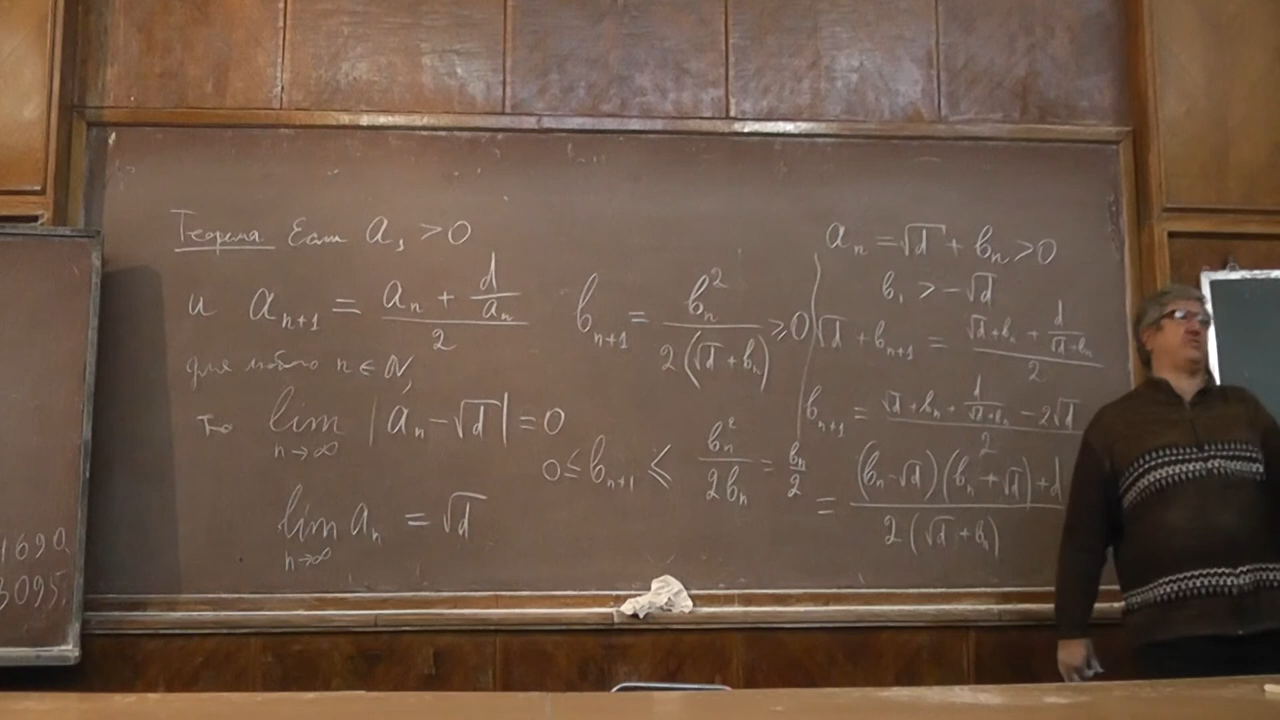 1690,
3095,
Теорема Если a₁ > 0
и a_{n+1} = (a_n + d/a_n)/2
для любого n ∈ N,
то lim_{n→∞} |a_n − √d| = 0
lim_{n→∞} a_n = √d
b_{n+1} = b_n²/(2(√d + b_n)) ⩾ 0
0 ≤ b_{n+1} ⩽ b_n²/(2b_n) = b_n/2
a_n = √d + b_n > 0
b₁ > −√d
√d + b_{n+1} = (√d + b_n + d/(√d + b_n))/2
b_{n+1} = (√d + b_n + d/(√d + b_n) − 2√d)/2
= ((b_n − √d)(b_n + √d) + d)/(2(√d + b_n))